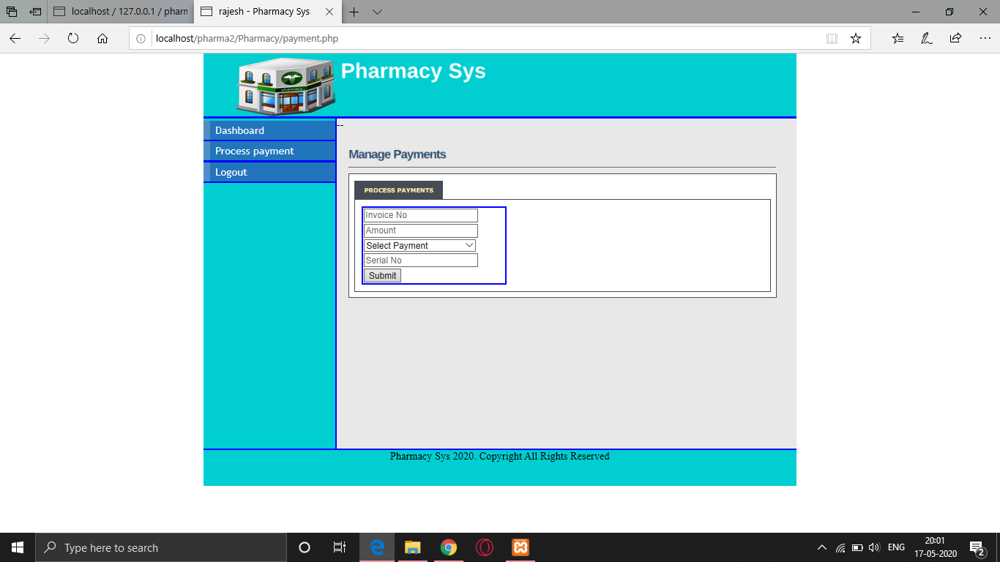 localhost / 127.0.0.1 / pharm
rajesh - Pharmacy Sys
localhost/pharma2/Pharmacy/payment.php
pharmacy
Pharmacy Sys
Dashboard
Process payment
Logout
--
Manage Payments
PROCESS PAYMENTS
Invoice No
Amount
Select Payment
Serial No
Submit
Pharmacy Sys 2020. Copyright All Rights Reserved
Type here to search
ENG
20:01
17-05-2020
2